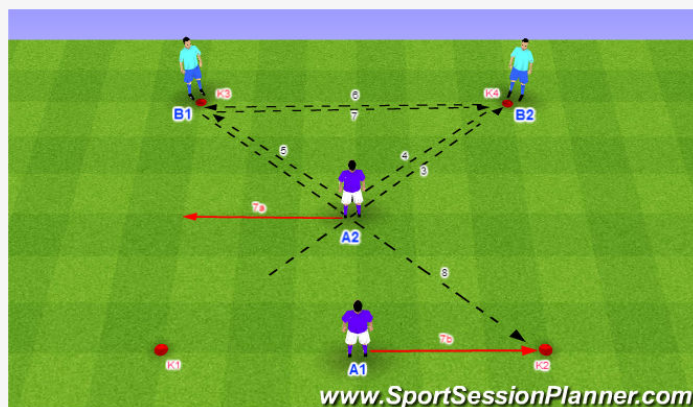 K3
K4
6
B1
7
B2
5
4
3
7a
A2
8
7b
K1
A1
K2
www.SportSessionPlanner.com